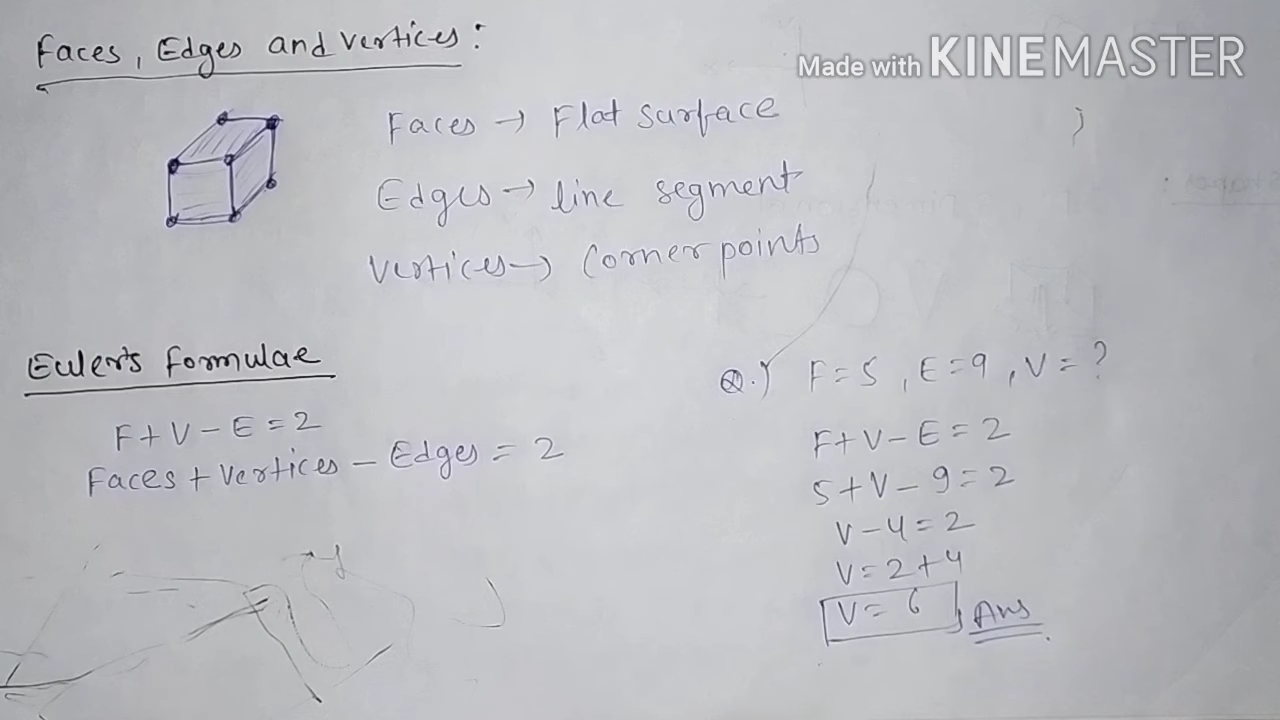 Faces, Edges and Vertices:
Made with KINEMASTER
Faces → Flat surface
Edges → line segment
Vertices → Corner points
Euler's Formulae
F+V-E=2
Faces + Vertices - Edges = 2
Q.) F=5, E=9, V=?
F+V-E=2
5+V-9=2
V-4=2
V=2+4
V=6 Ans